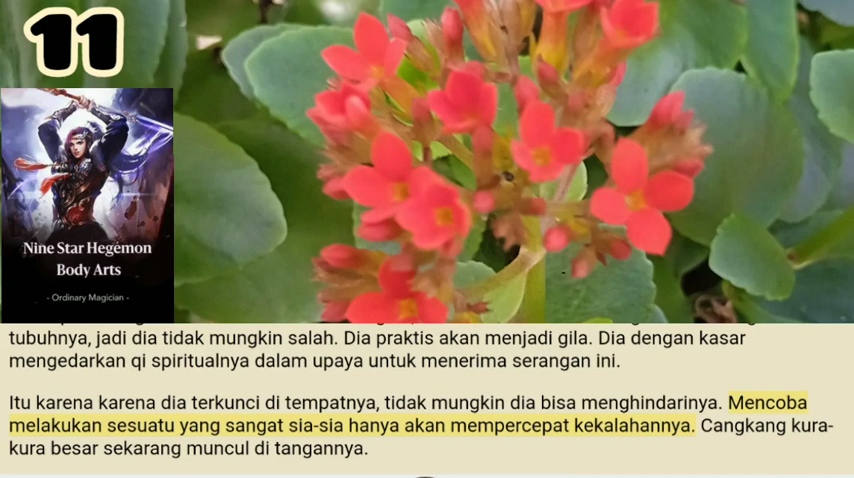 11
Nine Star Hegemon
Body Arts
- Ordinary Magician -
tubuhnya, jadi dia tidak mungkin salah. Dia praktis akan menjadi gila. Dia dengan kasar
mengedarkan qi spiritualnya dalam upaya untuk menerima serangan ini.
Itu karena karena dia terkunci di tempatnya, tidak mungkin dia bisa menghindarinya. Mencoba
melakukan sesuatu yang sangat sia-sia hanya akan mempercepat kekalahannya. Cangkang kura-
kura besar sekarang muncul di tangannya.